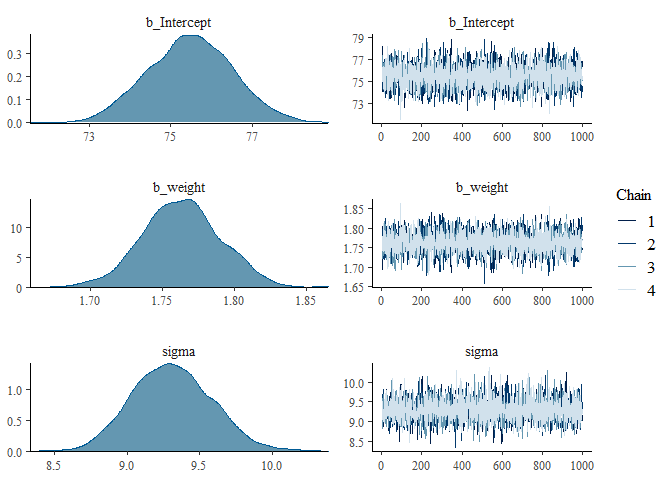 b_Intercept
0.3
0.2
0.1
0.0
73 75 77
b_Intercept
79
77
75
73
0 200 400 600 800 1000
b_weight
10
5
0
1.70 1.75 1.80 1.85
b_weight
1.85
1.80
1.75
1.70
1.65
0 200 400 600 800 1000
sigma
1.0
0.5
0.0
8.5 9.0 9.5 10.0
sigma
10.0
9.5
9.0
8.5
0 200 400 600 800 1000
Chain
1
2
3
4